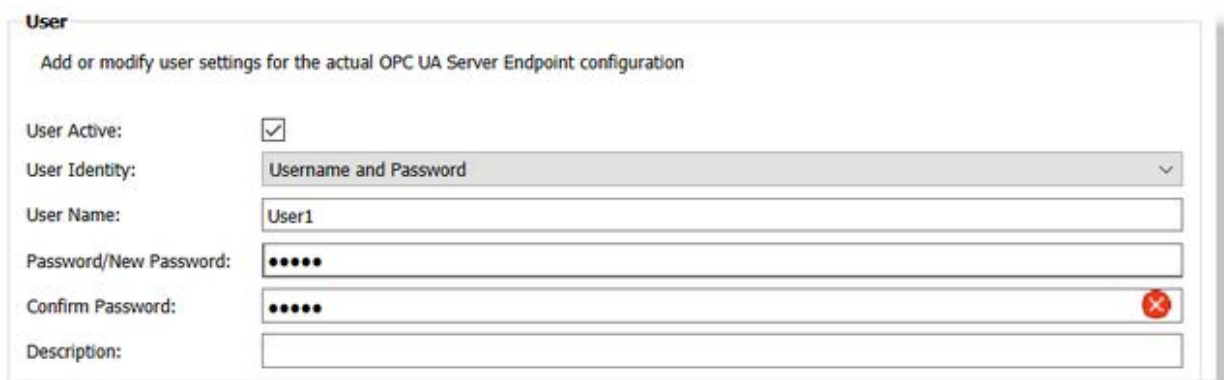 User
Add or modify user settings for the actual OPC UA Server Endpoint configuration
User Active:
User Identity: Username and Password
User Name: User1
Password/New Password: •••••
Confirm Password: •••••
Description: